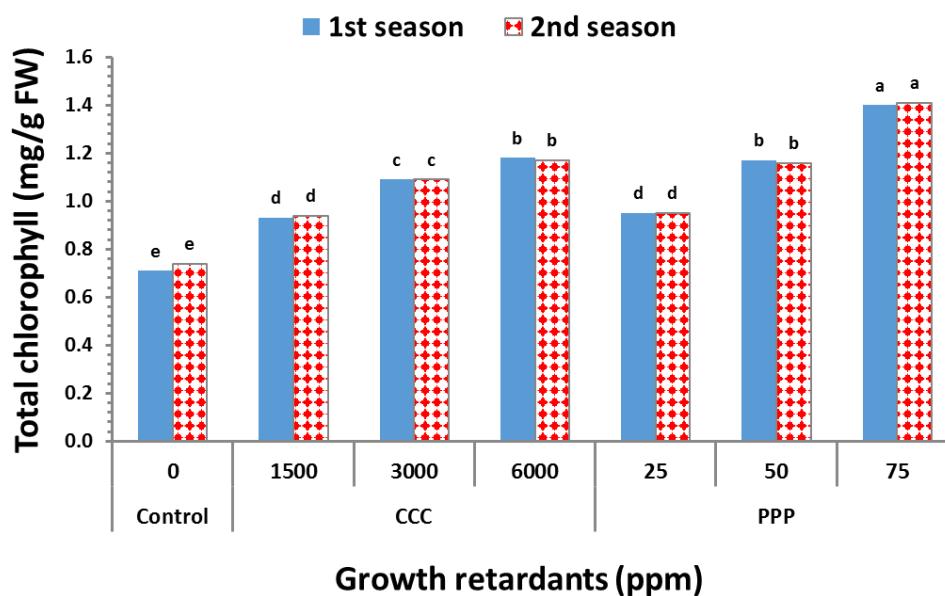 1st season 2nd season
Total chlorophyll (mg/g FW)
1.6
1.4
1.2
1.0
0.8
0.6
0.4
0.2
0.0
e e d d c c b b d d b b a a
0 1500 3000 6000 25 50 75
Control CCC PPP
Growth retardants (ppm)